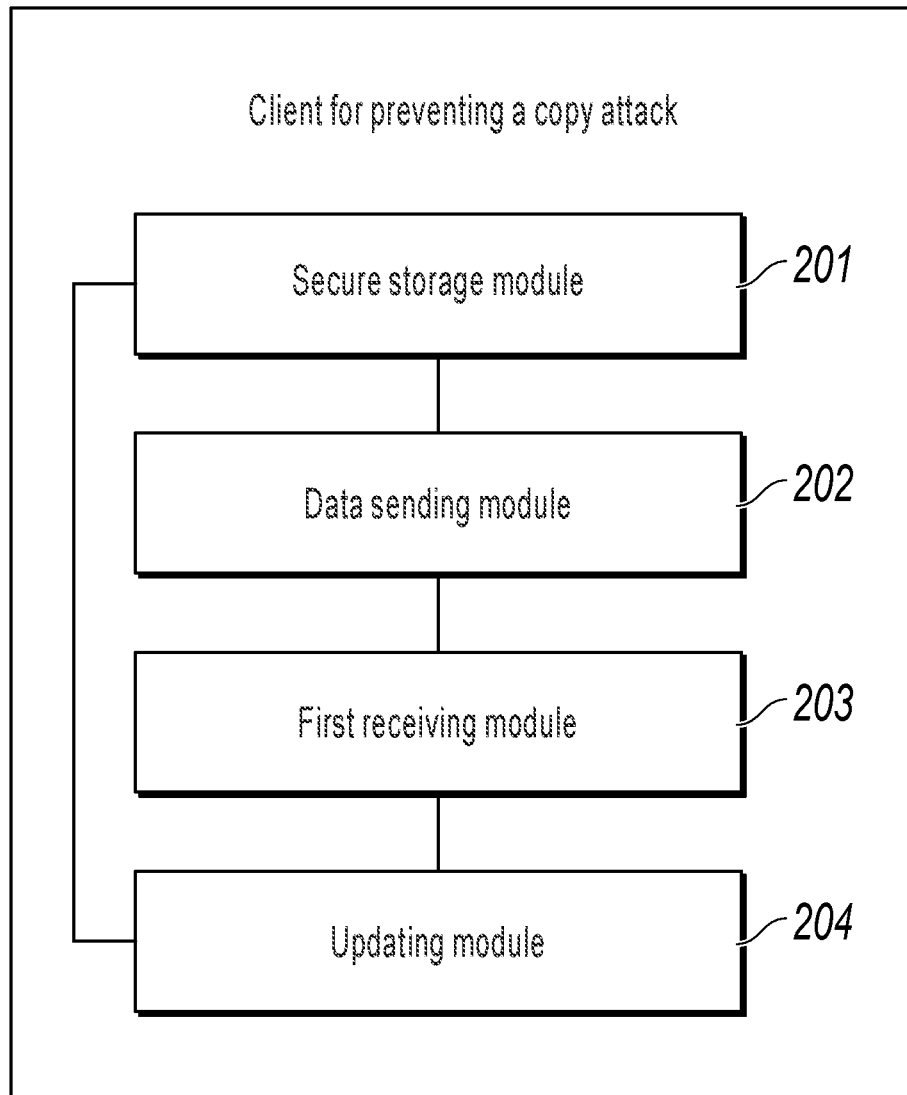 Client for preventing a copy attack
Secure storage module
201
Data sending module
202
First receiving module
203
Updating module
204